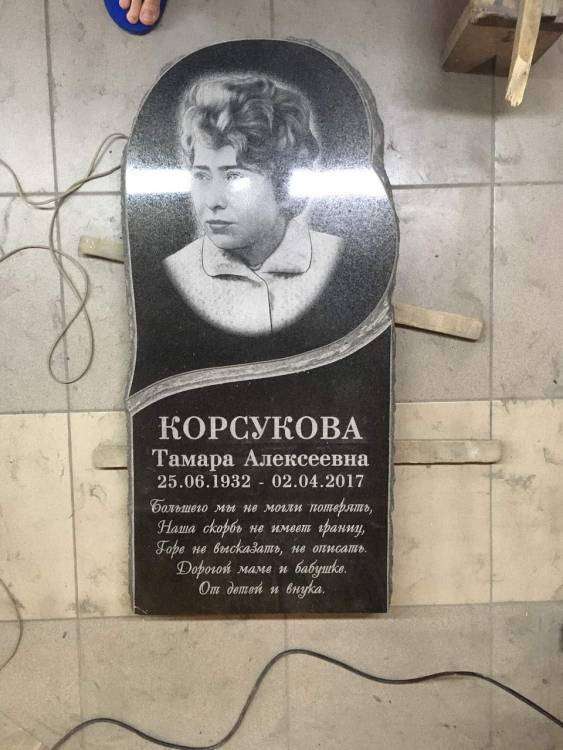 КОРСУКОВА
Тамара Алексеевна
25.06.1932 - 02.04.2017
Большего мы не могли потерять,
Наша скорбь не имеет границ,
Горе не высказать, не описать.
Дорогой маме и бабушке.
От детей и внука.